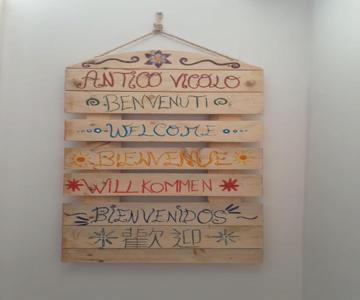 ANTICO VICOLO
BENVENUTI
WELCOME
BIENVENUE
WILLKOMMEN
BIENVENIDOS
歡迎